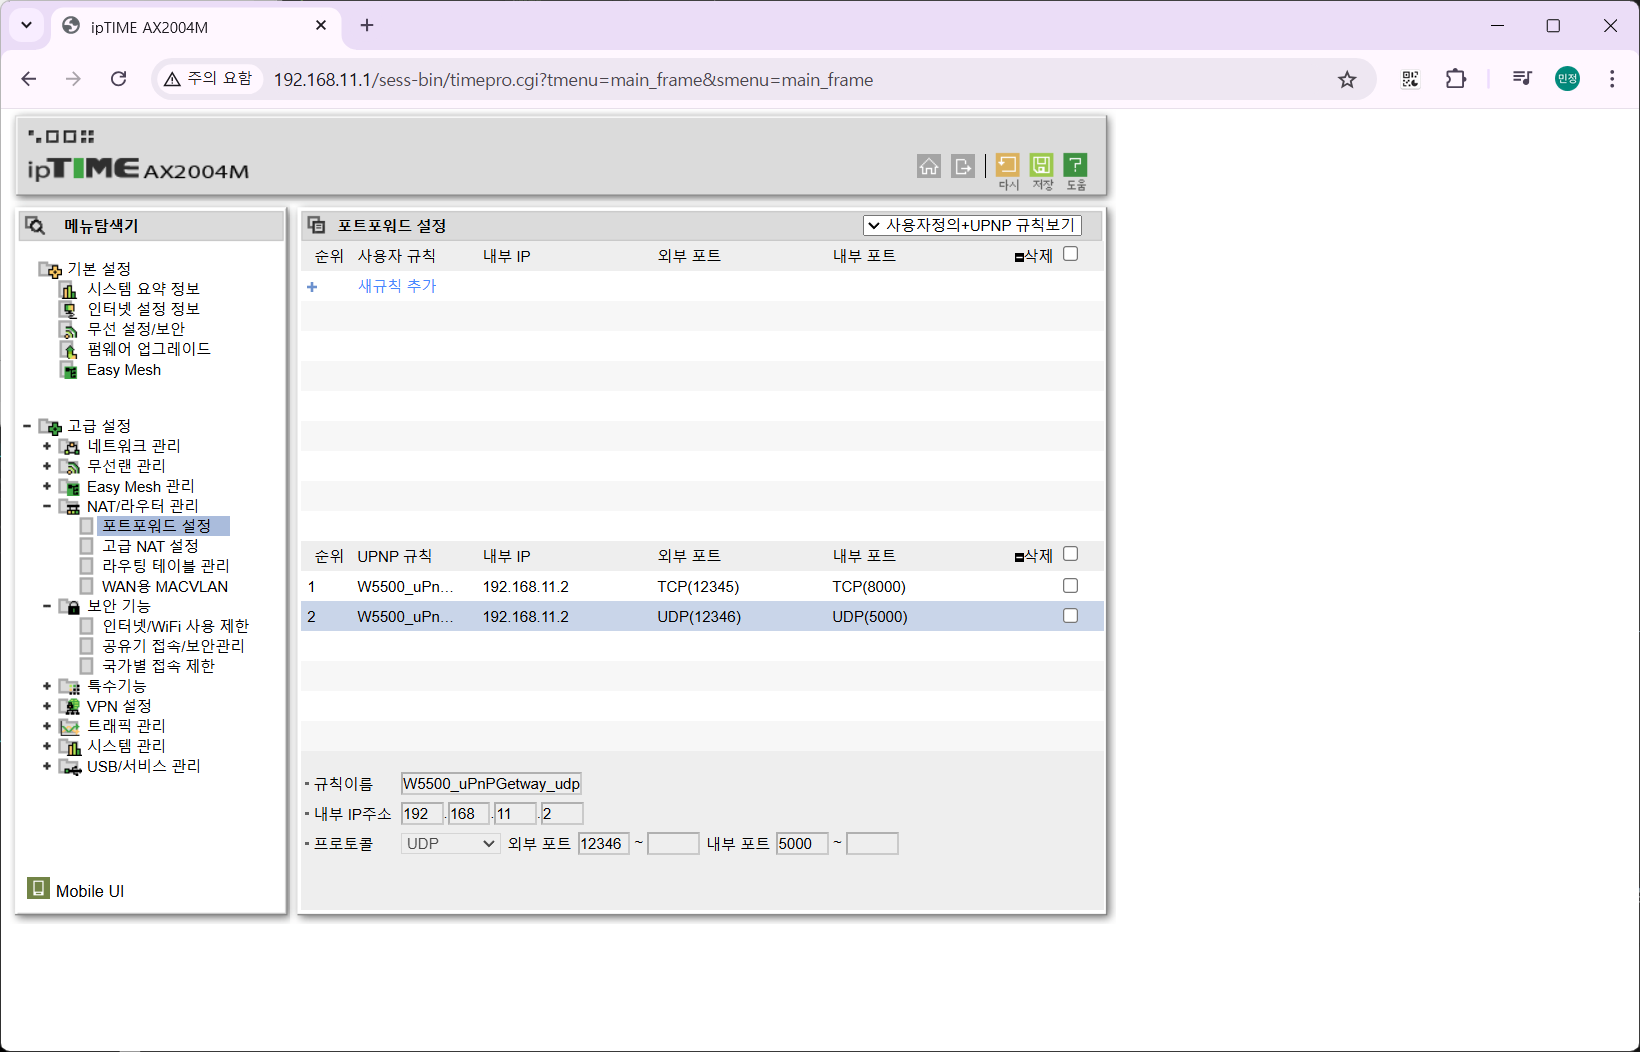 ipTIME AX2004M
주의 요함
192.168.11.1/sess-bin/timepro.cgi?tmenu=main_frame&smenu=main_frame
민정
ipTIME AX2004M
다시 저장 도움
메뉴탐색기
기본 설정
시스템 요약 정보
인터넷 설정 정보
무선 설정/보안
펌웨어 업그레이드
Easy Mesh
고급 설정
네트워크 관리
무선랜 관리
Easy Mesh 관리
NAT/라우터 관리
포트포워드 설정
고급 NAT 설정
라우팅 테이블 관리
WAN용 MACVLAN
보안 기능
인터넷/WiFi 사용 제한
공유기 접속/보안관리
국가별 접속 제한
특수기능
VPN 설정
트래픽 관리
시스템 관리
USB/서비스 관리
Mobile UI
포트포워드 설정 사용자정의+UPNP 규칙보기
순위 사용자 규칙 내부 IP 외부 포트 내부 포트 삭제
+ 새규칙 추가
순위 UPNP 규칙 내부 IP 외부 포트 내부 포트 삭제
1 W5500_uPn... 192.168.11.2 TCP(12345) TCP(8000)
2 W5500_uPn... 192.168.11.2 UDP(12346) UDP(5000)
규칙이름 W5500_uPnPGetway_udp
내부 IP주소 192 . 168 . 11 . 2
프로토콜 UDP 외부 포트 12346 ~ 내부 포트 5000 ~